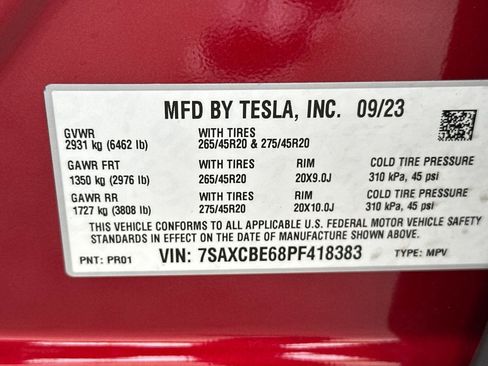 MFD BY TESLA, INC. 09/23
GVWR WITH TIRES
2931 kg (6462 lb) 265/45R20 & 275/45R20
GAWR FRT WITH TIRES RIM COLD TIRE PRESSURE
1350 kg (2976 lb) 265/45R20 20X9.0J 310 kPa, 45 psi
GAWR RR WITH TIRES RIM COLD TIRE PRESSURE
1727 kg (3808 lb) 275/45R20 20X10.0J 310 kPa, 45 psi
THIS VEHICLE CONFORMS TO ALL APPLICABLE U.S. FEDERAL MOTOR VEHICLE SAFETY
STANDARDS IN EFFECT ON THE DATE OF MANUFACTURE SHOWN ABOVE.
PNT: PR01 VIN: 7SAXCBE68PF418383 TYPE: MPV